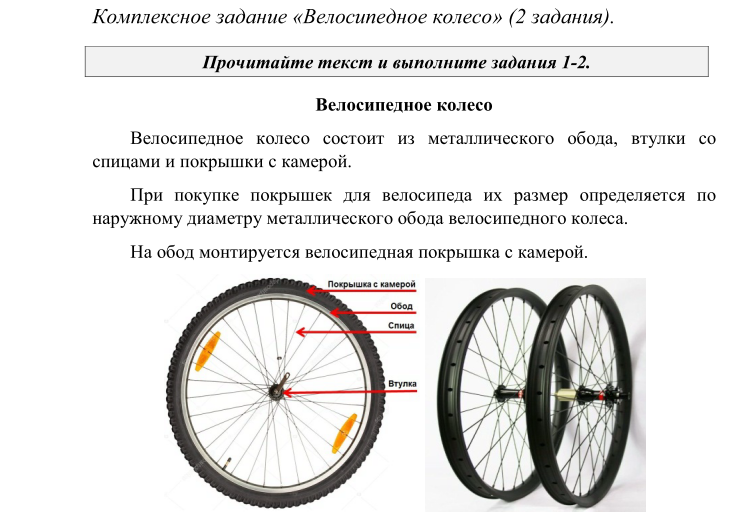 Комплексное задание «Велосипедное колесо» (2 задания).
Прочитайте текст и выполните задания 1-2.
Велосипедное колесо
Велосипедное колесо состоит из металлического обода, втулки со
спицами и покрышки с камерой.
При покупке покрышек для велосипеда их размер определяется по
наружному диаметру металлического обода велосипедного колеса.
На обод монтируется велосипедная покрышка с камерой.
Покрышка с камерой
Обод
Спица
Втулка